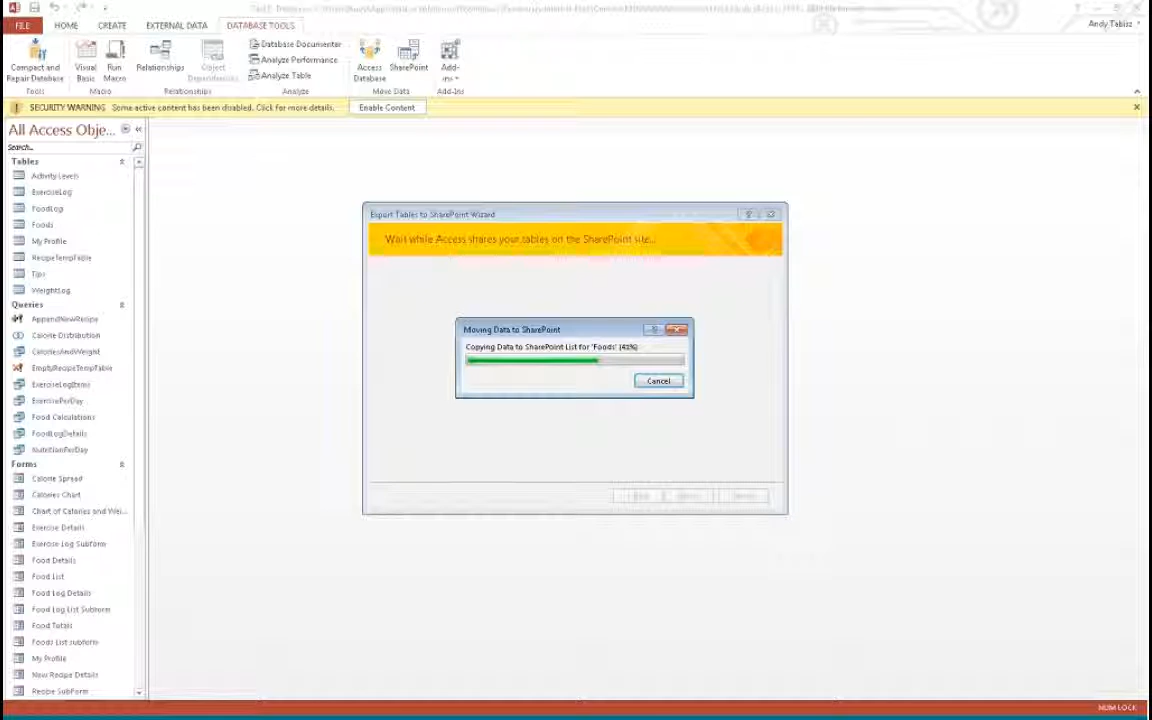 FILE HOME CREATE EXTERNAL DATA DATABASE TOOLS
Andy Tablisz
Compact and Repair Database
Visual Basic
Run Macro
Relationships
Object Dependencies
Database Documenter
Analyze Performance
Analyze Table
Access Database
SharePoint
Add-ins
Tools Macro Relationships Analyze Move Data Add-Ins
SECURITY WARNING Some active content has been disabled. Click for more details. Enable Content
All Access Obje...
Search...
Tables
Activity Levels
ExerciseLog
FoodLog
Foods
My Profile
RecipeTempTable
Tips
WeightLog
Queries
AppendNewRecipe
Calorie Distribution
CaloriesAndWeight
EmptyRecipeTempTable
ExerciseLogItems
ExercisePerDay
Food Calculations
FoodLogDetails
NutritionPerDay
Forms
Calorie Spread
Calories Chart
Chart of Calories and Wei...
Exercise Details
Exercise Log Subform
Food Details
Food List
Food Log Details
Food Log List Subform
Food Totals
Foods List subform
My Profile
New Recipe Details
Recipe SubForm
Export Tables to SharePoint Wizard
Wait while Access shares your tables on the SharePoint site...
Moving Data to SharePoint
Copying Data to SharePoint List for 'Foods' (41%)
Cancel
NUM LOCK